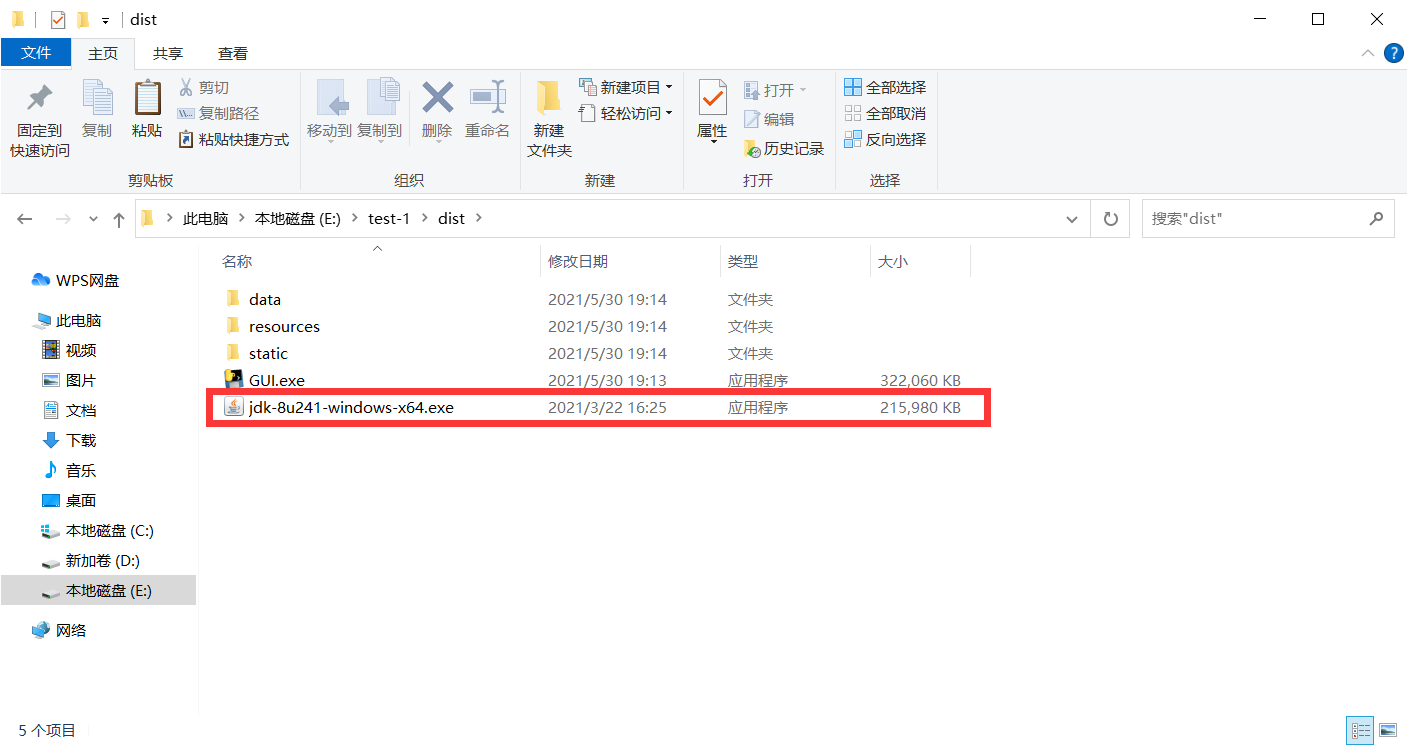 dist
文件 主页 共享 查看
固定到
快速访问
复制
粘贴
剪切
复制路径
粘贴快捷方式
剪贴板
移动到
复制到
删除
重命名
组织
新建
文件夹
新建项目
轻松访问
新建
属性
打开
编辑
历史记录
打开
全部选择
全部取消
反向选择
选择
此电脑 本地磁盘 (E:) test-1 dist
搜索"dist"
名称 修改日期 类型 大小
data 2021/5/30 19:14 文件夹
resources 2021/5/30 19:14 文件夹
static 2021/5/30 19:14 文件夹
GUI.exe 2021/5/30 19:13 应用程序 322,060 KB
jdk-8u241-windows-x64.exe 2021/3/22 16:25 应用程序 215,980 KB
WPS网盘
此电脑
视频
图片
文档
下载
音乐
桌面
本地磁盘 (C:)
新加卷 (D:)
本地磁盘 (E:)
网络
5 个项目